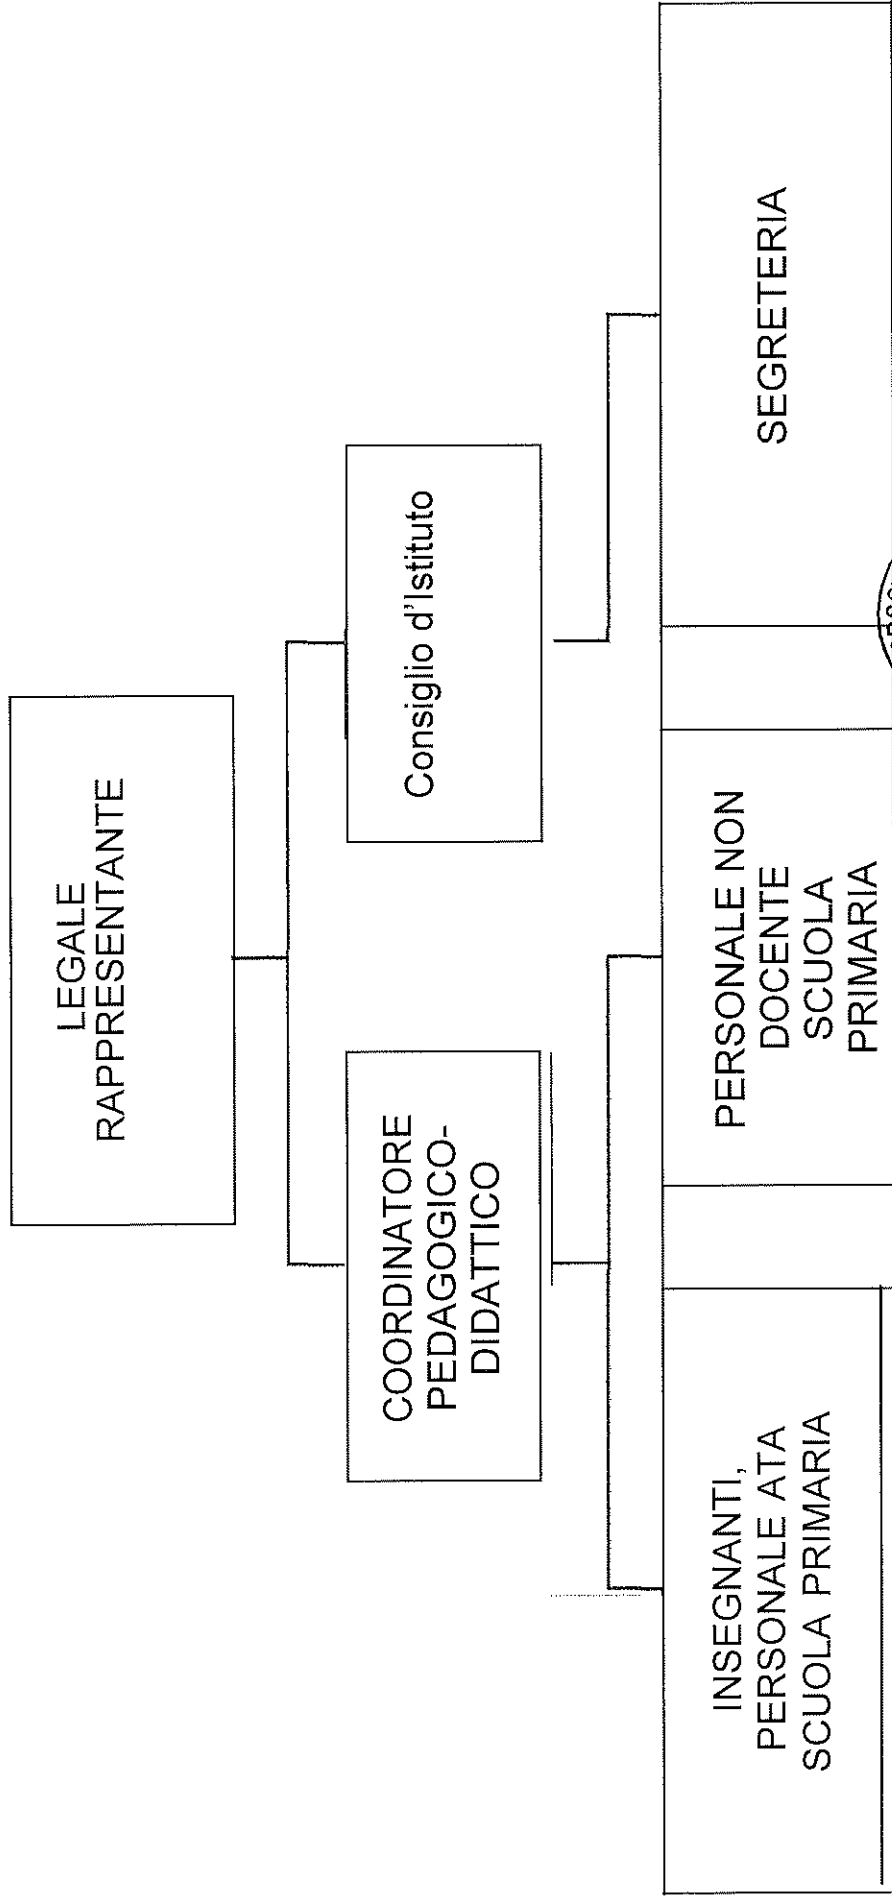 LEGALE
RAPPRESENTANTE
COORDINATORE
PEDAGOGICO-
DIDATTICO
Consiglio d'Istituto
INSEGNANTI,
PERSONALE ATA
SCUOLA PRIMARIA
PERSONALE NON
DOCENTE
SCUOLA
PRIMARIA
SEGRETERIA